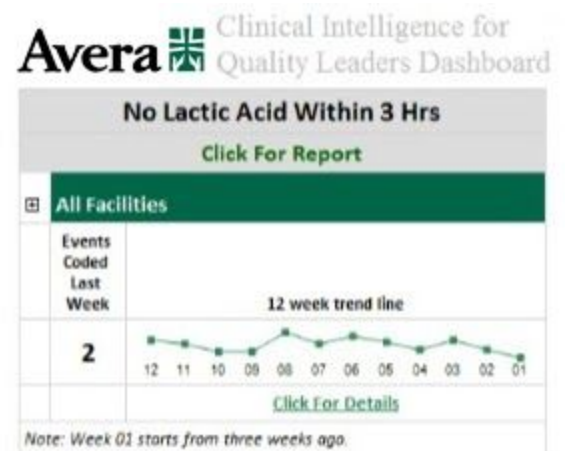 Avera Clinical Intelligence for
Quality Leaders Dashboard
No Lactic Acid Within 3 Hrs
Click For Report
All Facilities
Events
Coded
Last
Week
12 week trend line
2
12 11 10 09 08 07 06 05 04 03 02 01
Click For Details
Note: Week 01 starts from three weeks ago.